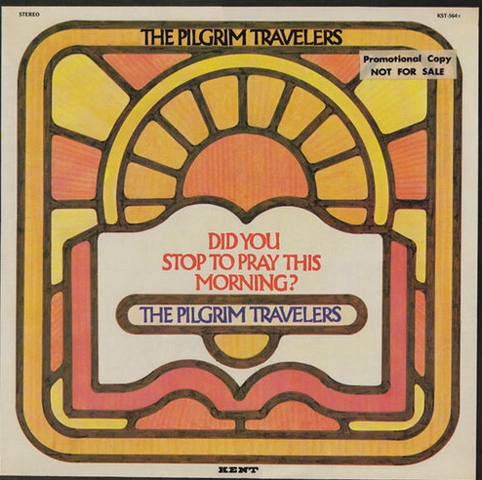 STEREO
KST-564
THE PILGRIM TRAVELERS
Promotional Copy
NOT FOR SALE
DID YOU
STOP TO PRAY THIS
MORNING?
THE PILGRIM TRAVELERS
KENT